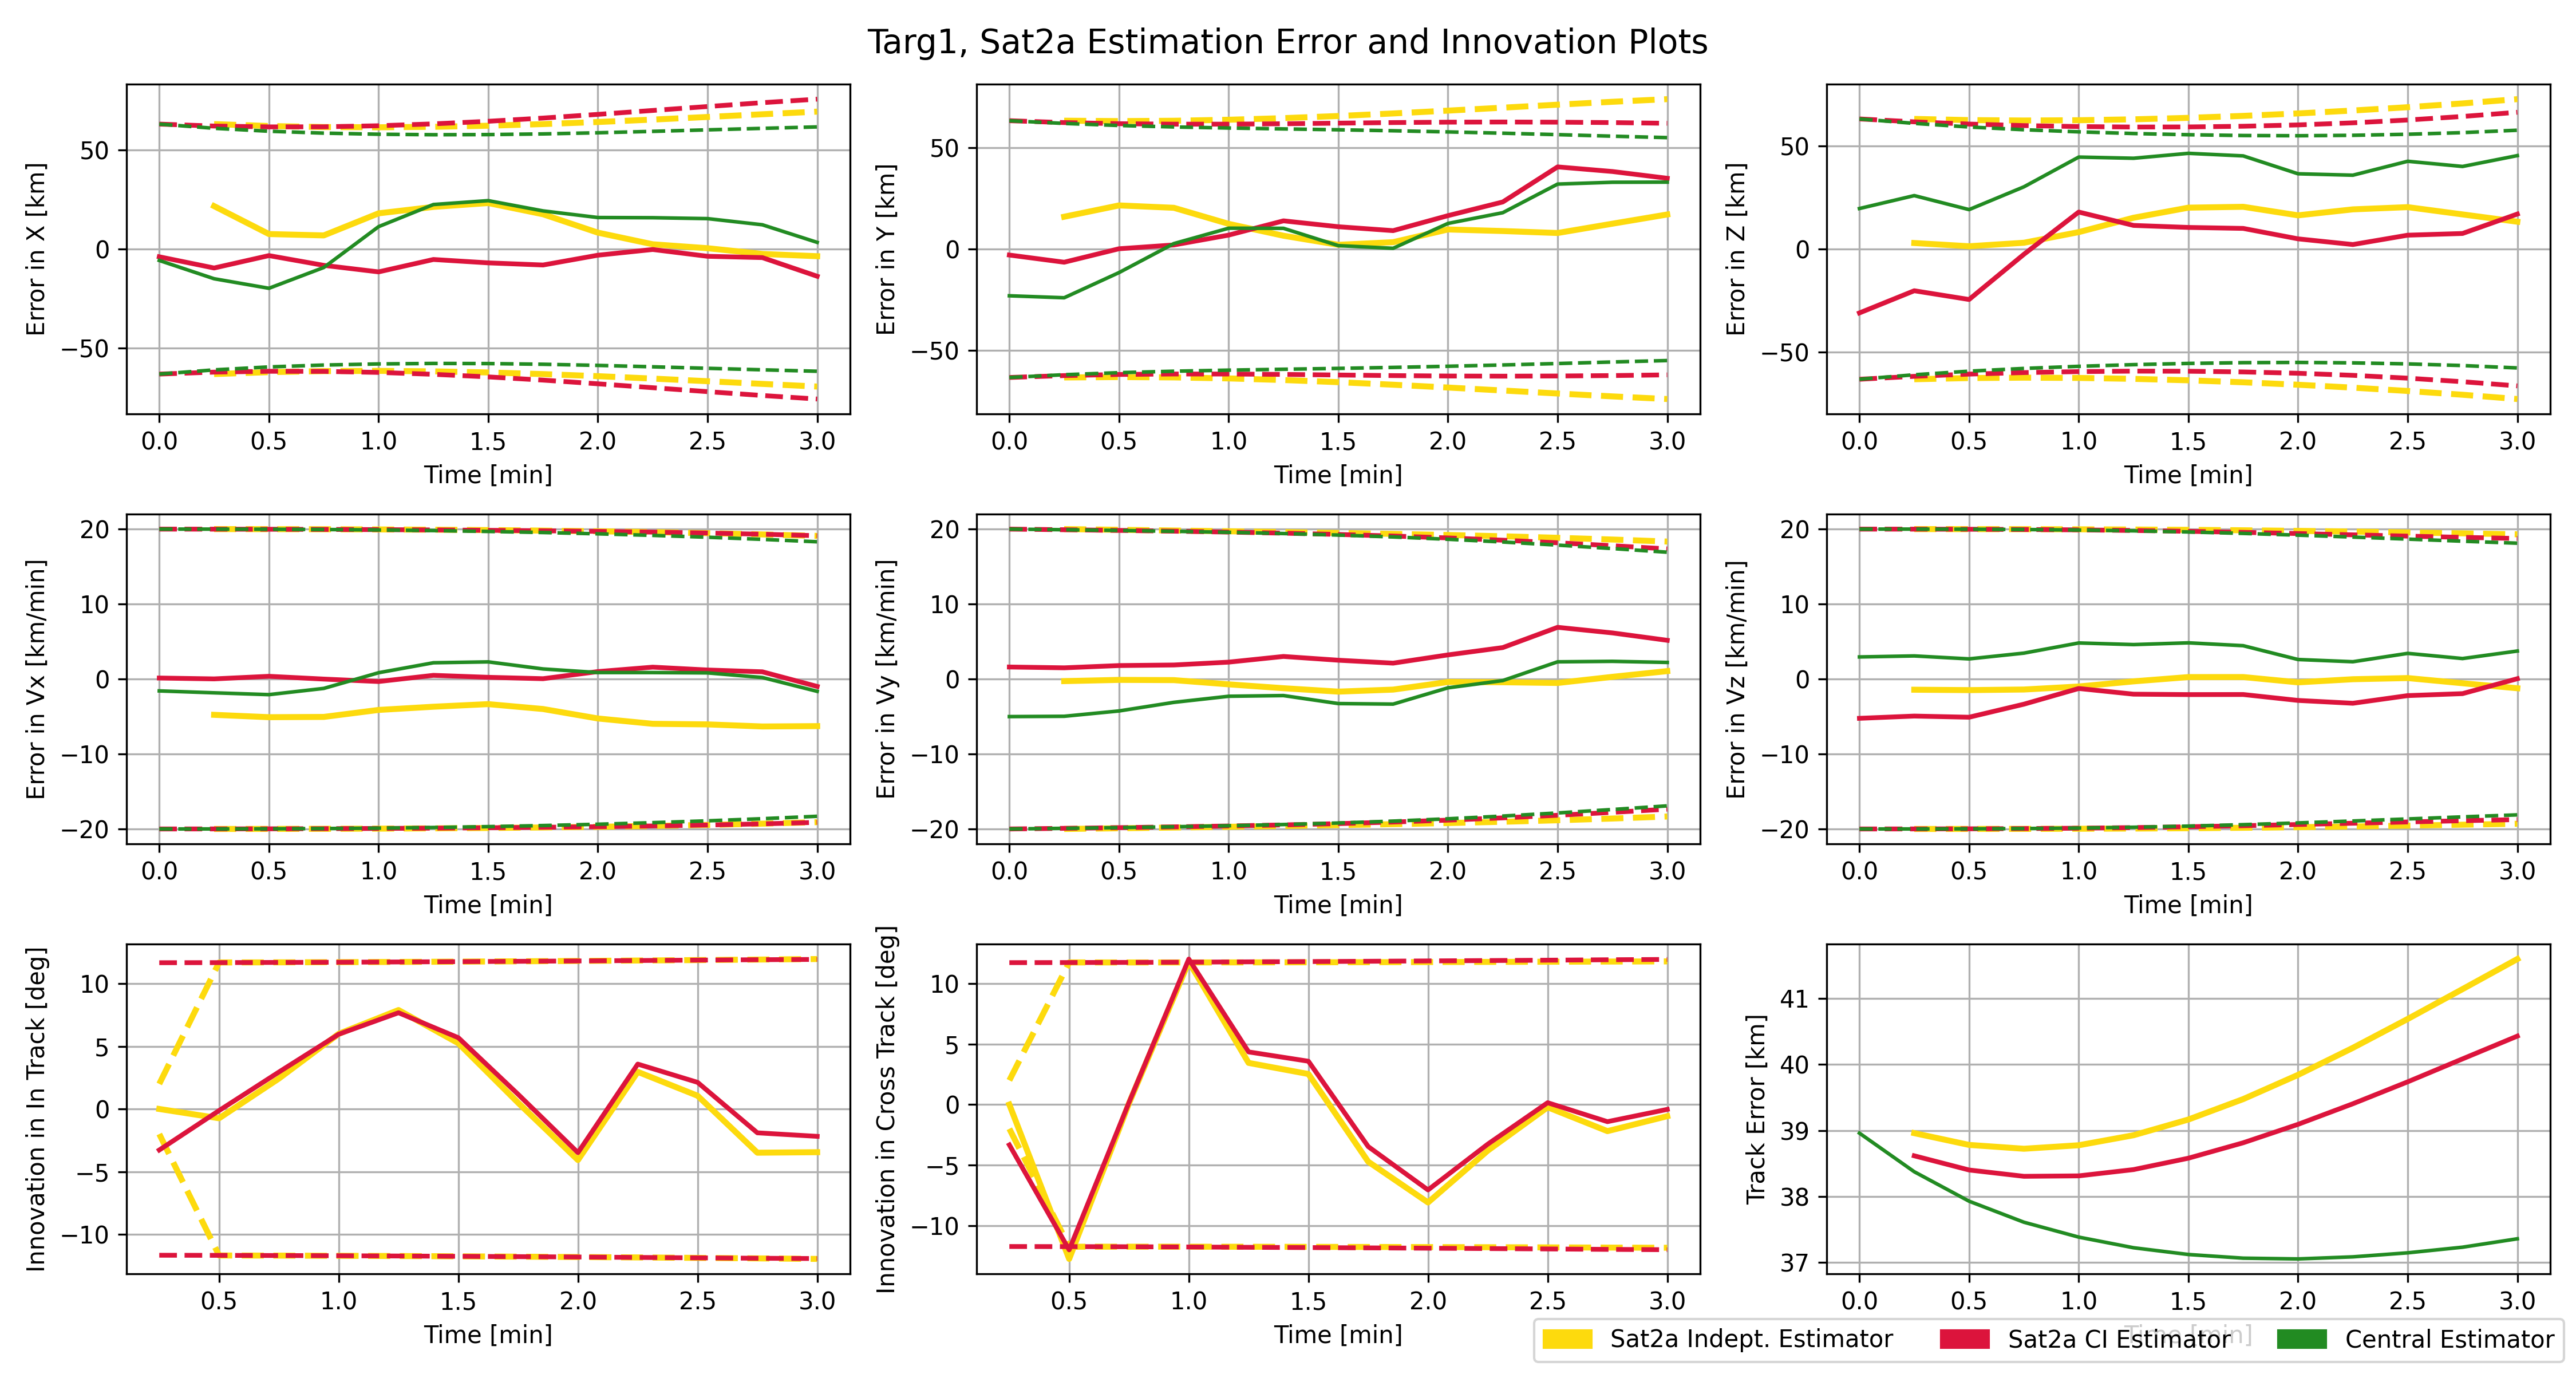 Targ1, Sat2a Estimation Error and Innovation Plots
Error in X [km]
50
0
−50
0.0 0.5 1.0 1.5 2.0 2.5 3.0
Time [min]
Error in Y [km]
50
0
−50
0.0 0.5 1.0 1.5 2.0 2.5 3.0
Time [min]
Error in Z [km]
50
0
−50
0.0 0.5 1.0 1.5 2.0 2.5 3.0
Time [min]
Error in Vx [km/min]
20
10
0
−10
−20
0.0 0.5 1.0 1.5 2.0 2.5 3.0
Time [min]
Error in Vy [km/min]
20
10
0
−10
−20
0.0 0.5 1.0 1.5 2.0 2.5 3.0
Time [min]
Error in Vz [km/min]
20
10
0
−10
−20
0.0 0.5 1.0 1.5 2.0 2.5 3.0
Time [min]
Innovation in In Track [deg]
10
5
0
−5
−10
0.5 1.0 1.5 2.0 2.5 3.0
Time [min]
Innovation in Cross Track [deg]
10
5
0
−5
−10
0.5 1.0 1.5 2.0 2.5 3.0
Time [min]
Track Error [km]
41
40
39
38
37
0.0 0.5 1.0 1.5 2.0 2.5 3.0
Time [min]
Sat2a Indept. Estimator Sat2a CI Estimator Central Estimator